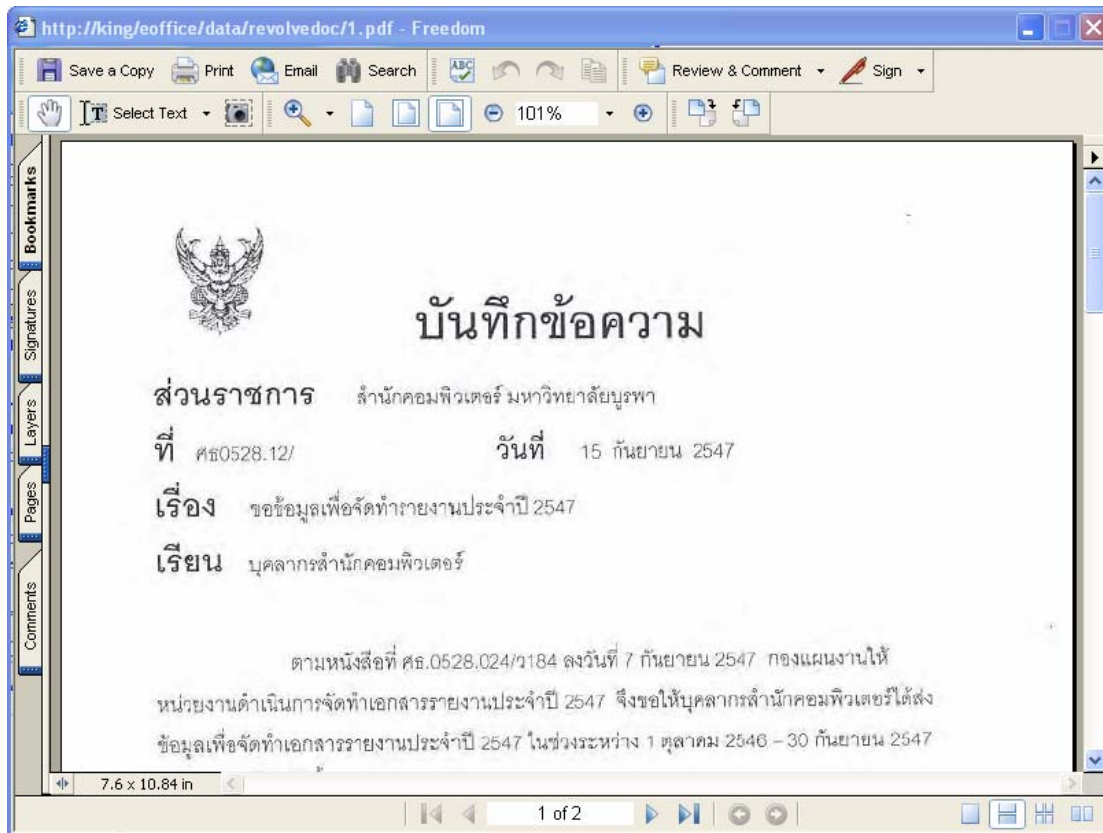 http://king/eoffice/data/revolvedoc/1.pdf - Freedom
Save a Copy Print Email Search ABC Review & Comment Sign
Select Text 101%
Bookmarks
Signatures
Layers
Pages
Comments
บันทึกข้อความ
ส่วนราชการ สำนักคอมพิวเตอร์ มหาวิทยาลัยบูรพา
ที่ ศธ0528.12/ วันที่ 15 กันยายน 2547
เรื่อง ขอข้อมูลเพื่อจัดทำรายงานประจำปี 2547
เรียน บุคลากรสำนักคอมพิวเตอร์
ตามหนังสือที่ ศธ.0528.024/ว184 ลงวันที่ 7 กันยายน 2547 กองแผนงานให้
หน่วยงานดำเนินการจัดทำเอกสารรายงานประจำปี 2547 จึงขอให้บุคลากรสำนักคอมพิวเตอร์ได้ส่ง
ข้อมูลเพื่อจัดทำเอกสารรายงานประจำปี 2547 ในช่วงระหว่าง 1 ตุลาคม 2546 – 30 กันยายน 2547
7.6 x 10.84 in
1 of 2